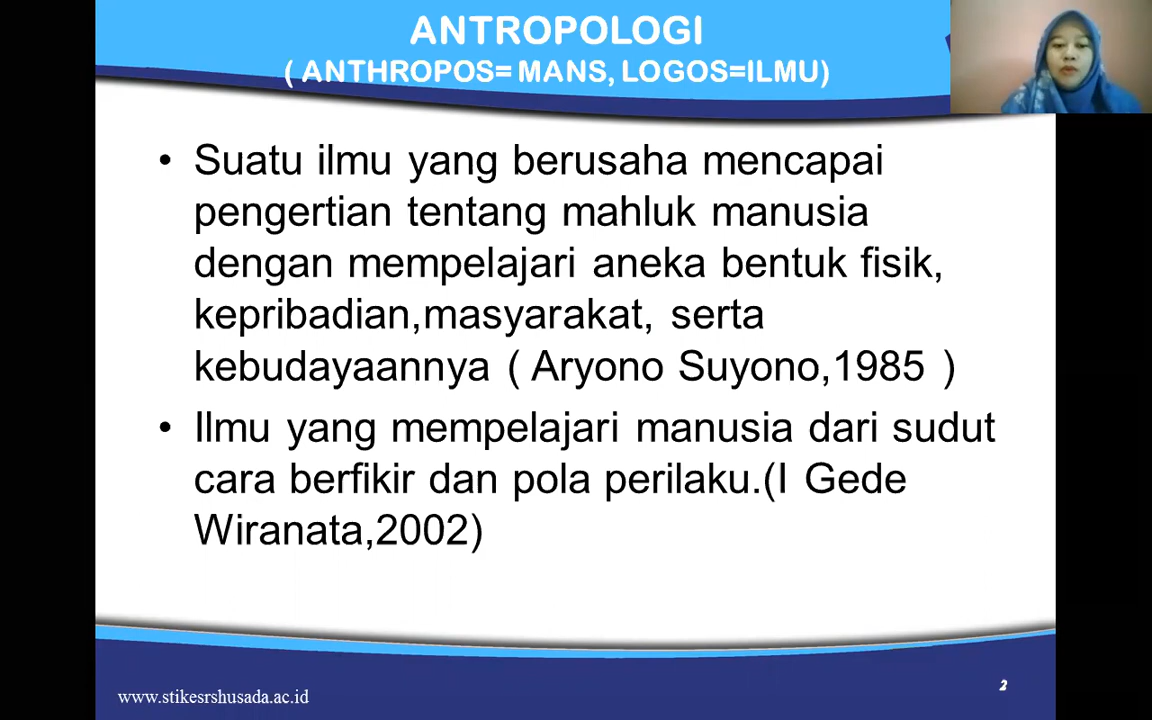 ANTROPOLOGI
( ANTHROPOS= MANS, LOGOS=ILMU)
• Suatu ilmu yang berusaha mencapai
pengertian tentang mahluk manusia
dengan mempelajari aneka bentuk fisik,
kepribadian,masyarakat, serta
kebudayaannya ( Aryono Suyono,1985 )
• Ilmu yang mempelajari manusia dari sudut
cara berfikir dan pola perilaku.(I Gede
Wiranata,2002)
www.stikesrshusada.ac.id
2